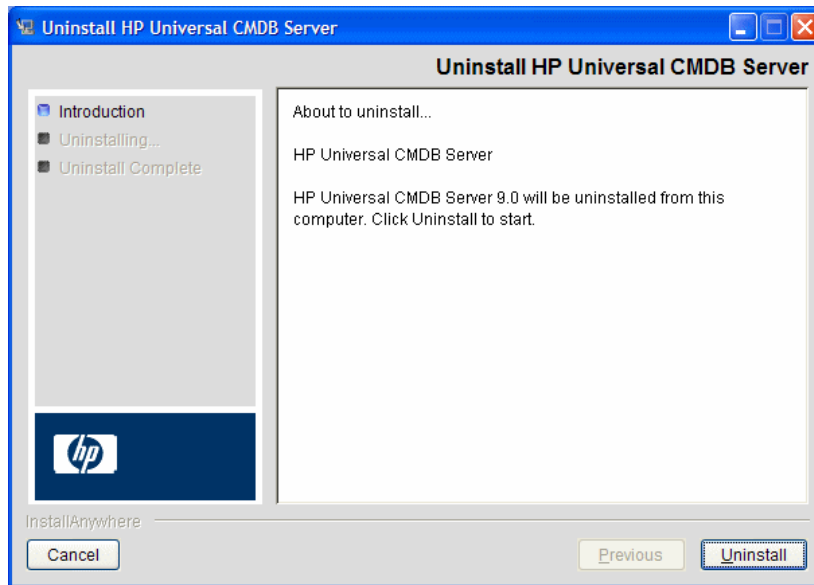 Uninstall HP Universal CMDB Server
Uninstall HP Universal CMDB Server
Introduction
Uninstalling...
Uninstall Complete
About to uninstall...
HP Universal CMDB Server
HP Universal CMDB Server 9.0 will be uninstalled from this
computer. Click Uninstall to start.
hp
InstallAnywhere
Cancel
Previous
Uninstall